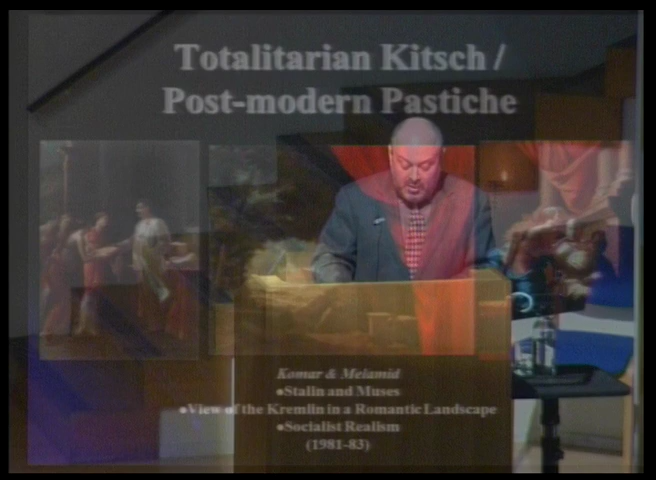 Totalitarian Kitsch /
Post-modern Pastiche
Komar & Melamid
●Stalin and Muses
●View of the Kremlin in a Romantic Landscape
●Socialist Realism
(1981-83)